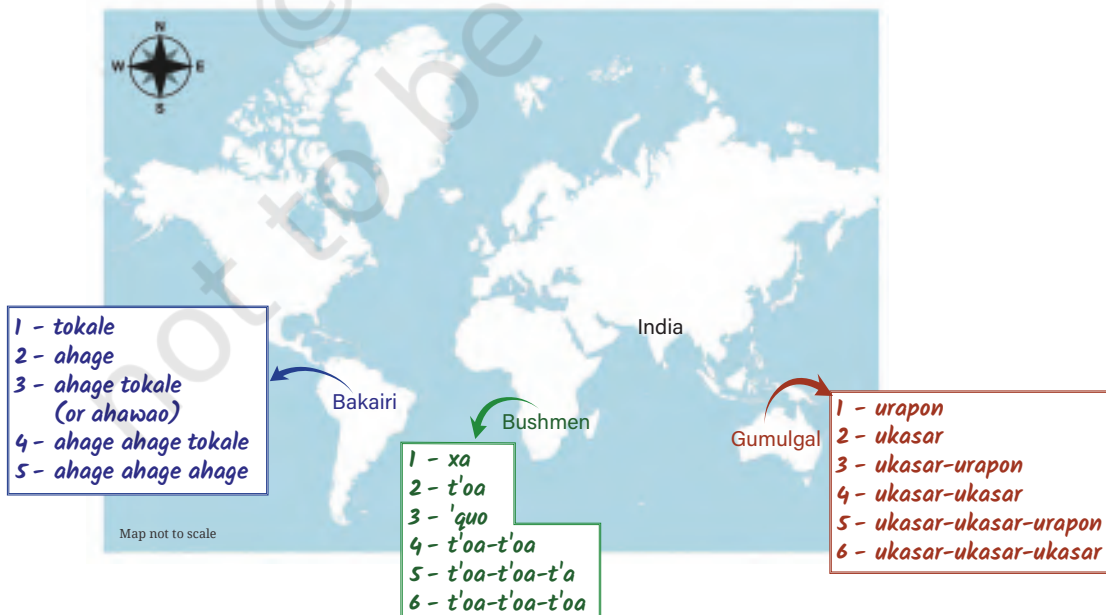 N
W E
S
© not to be
India
Bakairi
Bushmen
Gumulgal
1 - tokale
2 - ahage
3 - ahage tokale
(or ahawao)
4 - ahage ahage tokale
5 - ahage ahage ahage
1 - xa
2 - t'oa
3 - 'quo
4 - t'oa-t'oa
5 - t'oa-t'oa-t'a
6 - t'oa-t'oa-t'oa
1 - urapon
2 - ukasar
3 - ukasar-urapon
4 - ukasar-ukasar
5 - ukasar-ukasar-urapon
6 - ukasar-ukasar-ukasar
Map not to scale